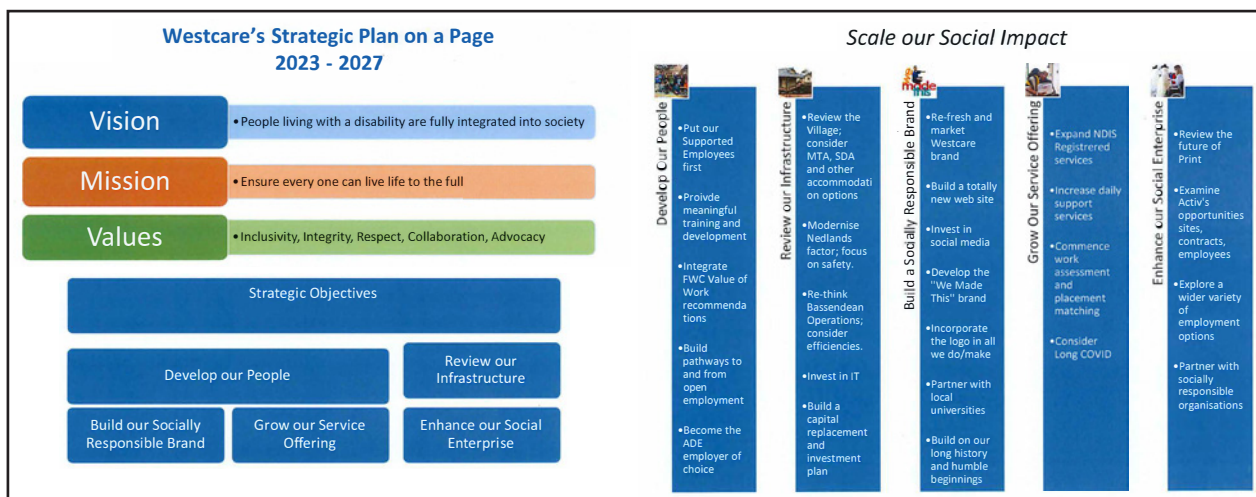 Westcare's Strategic Plan on a Page
2023 - 2027
Vision
•People living with a disability are fully integrated into society
Mission
•Ensure every one can live life to the full
Values
•Inclusivity, Integrity, Respect, Collaboration, Advocacy
Strategic Objectives
Develop our People
Review our
Infrastructure
Build our Socially
Responsible Brand
Grow our Service
Offering
Enhance our Social
Enterprise
Scale our Social Impact
Develop Our People
•Put our
Supported
Employees
first
•Proivde
meaningful
training and
development
•Integrate
FWC Value of
Work
recommenda
tions
•Build
pathways to
and from
open
employment
•Become the
ADE
employer of
choice
Review our Infrastructure
•Review the
Village;
consider
MTA, SDA
and other
accommodati
on options
•Modernise
Nedlands
factor; focus
on safety.
•Re-think
Bassendean
Operations;
consider
efficiencies.
•Invest in IT
•Build a
capital
replacement
and
investment
plan
we
made
this
Build a Socially Responsible Brand
•Re-fresh and
market
Westcare
brand
•Build a totally
new web site
•Invest in
social media
•Develop the
"We Made
This" brand
•Incorporate
the logo in all
we do/make
•Partner with
local
universities
•Build on our
long history
and humble
beginnings
Grow Our Service Offering
•Expand NDIS
Registrered
services
•Increase daily
support
services
•Commence
work
assessment
and
placement
matching
•Consider
Long COVID
Enhance our Social Enterprise
•Review the
future of
Print
•Examine
Activ's
opportunities
sites,
contracts,
employees
•Explore a
wider variety
of
employment
options
•Partner with
socially
responsible
organisations